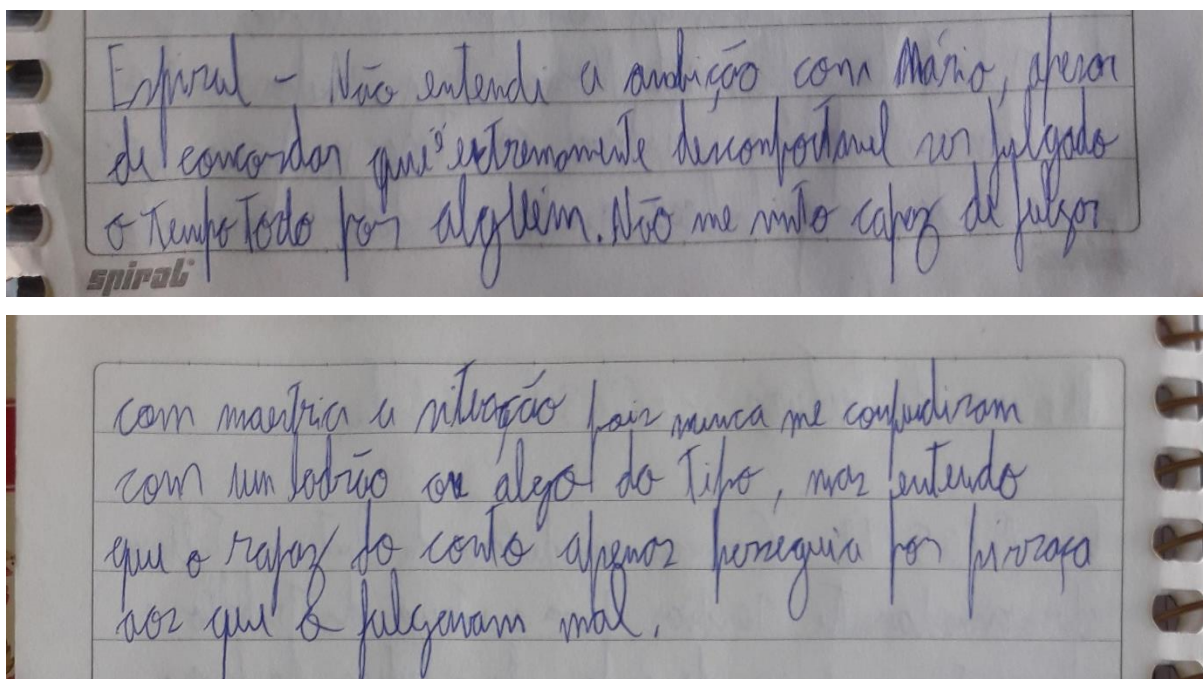 Espiral - Não entendi a ambição com Mário, apesar
de concordar que é extremamente desconfortável ser julgado
o tempo todo por alguém. Não me sinto capaz de julgar
spiral
com maestria a situação pois nunca me confundiram
com um ladrão ou algo do tipo, mas entendo
que o rapaz do conto apenas perseguia por pirraça
aos que o julgavam mal.